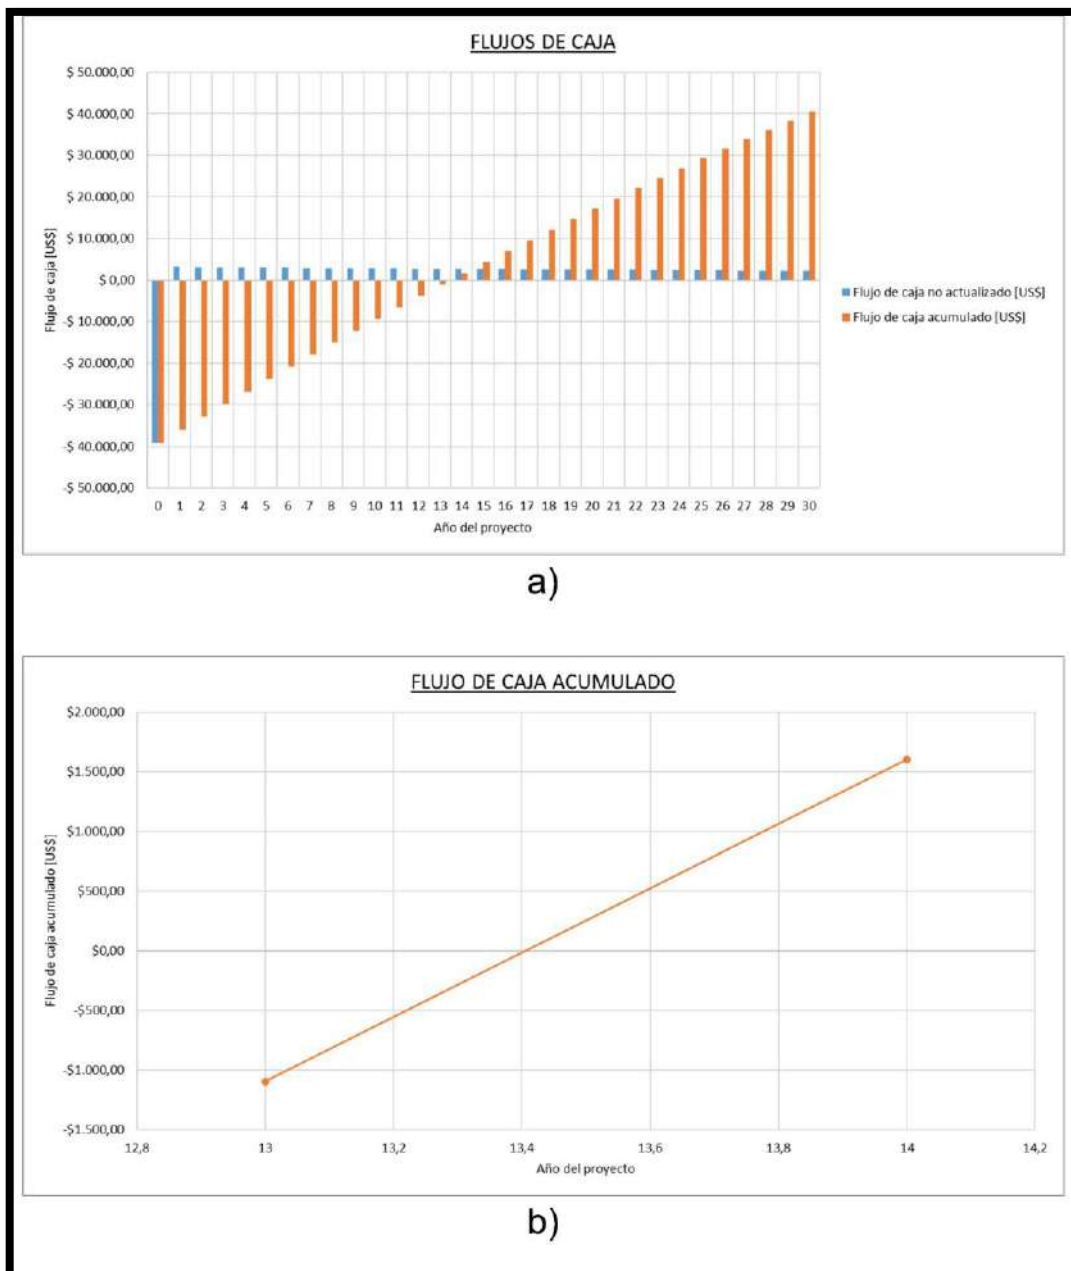 FLUJOS DE CAJA
$ 50.000,00
$ 40.000,00
$ 30.000,00
$ 20.000,00
$ 10.000,00
$ 0,00
-$ 10.000,00
-$ 20.000,00
-$ 30.000,00
-$ 40.000,00
-$ 50.000,00
Flujo de caja [US$]
0 1 2 3 4 5 6 7 8 9 10 11 12 13 14 15 16 17 18 19 20 21 22 23 24 25 26 27 28 29 30
Año del proyecto
Flujo de caja no actualizado [US$]
Flujo de caja acumulado [US$]
a)
FLUJO DE CAJA ACUMULADO
$2.000,00
$1.500,00
$1.000,00
$500,00
$0,00
-$500,00
-$1.000,00
-$1.500,00
Flujo de caja acumulado [US$]
12,8 13 13,2 13,4 13,6 13,8 14 14,2
Año del proyecto
b)